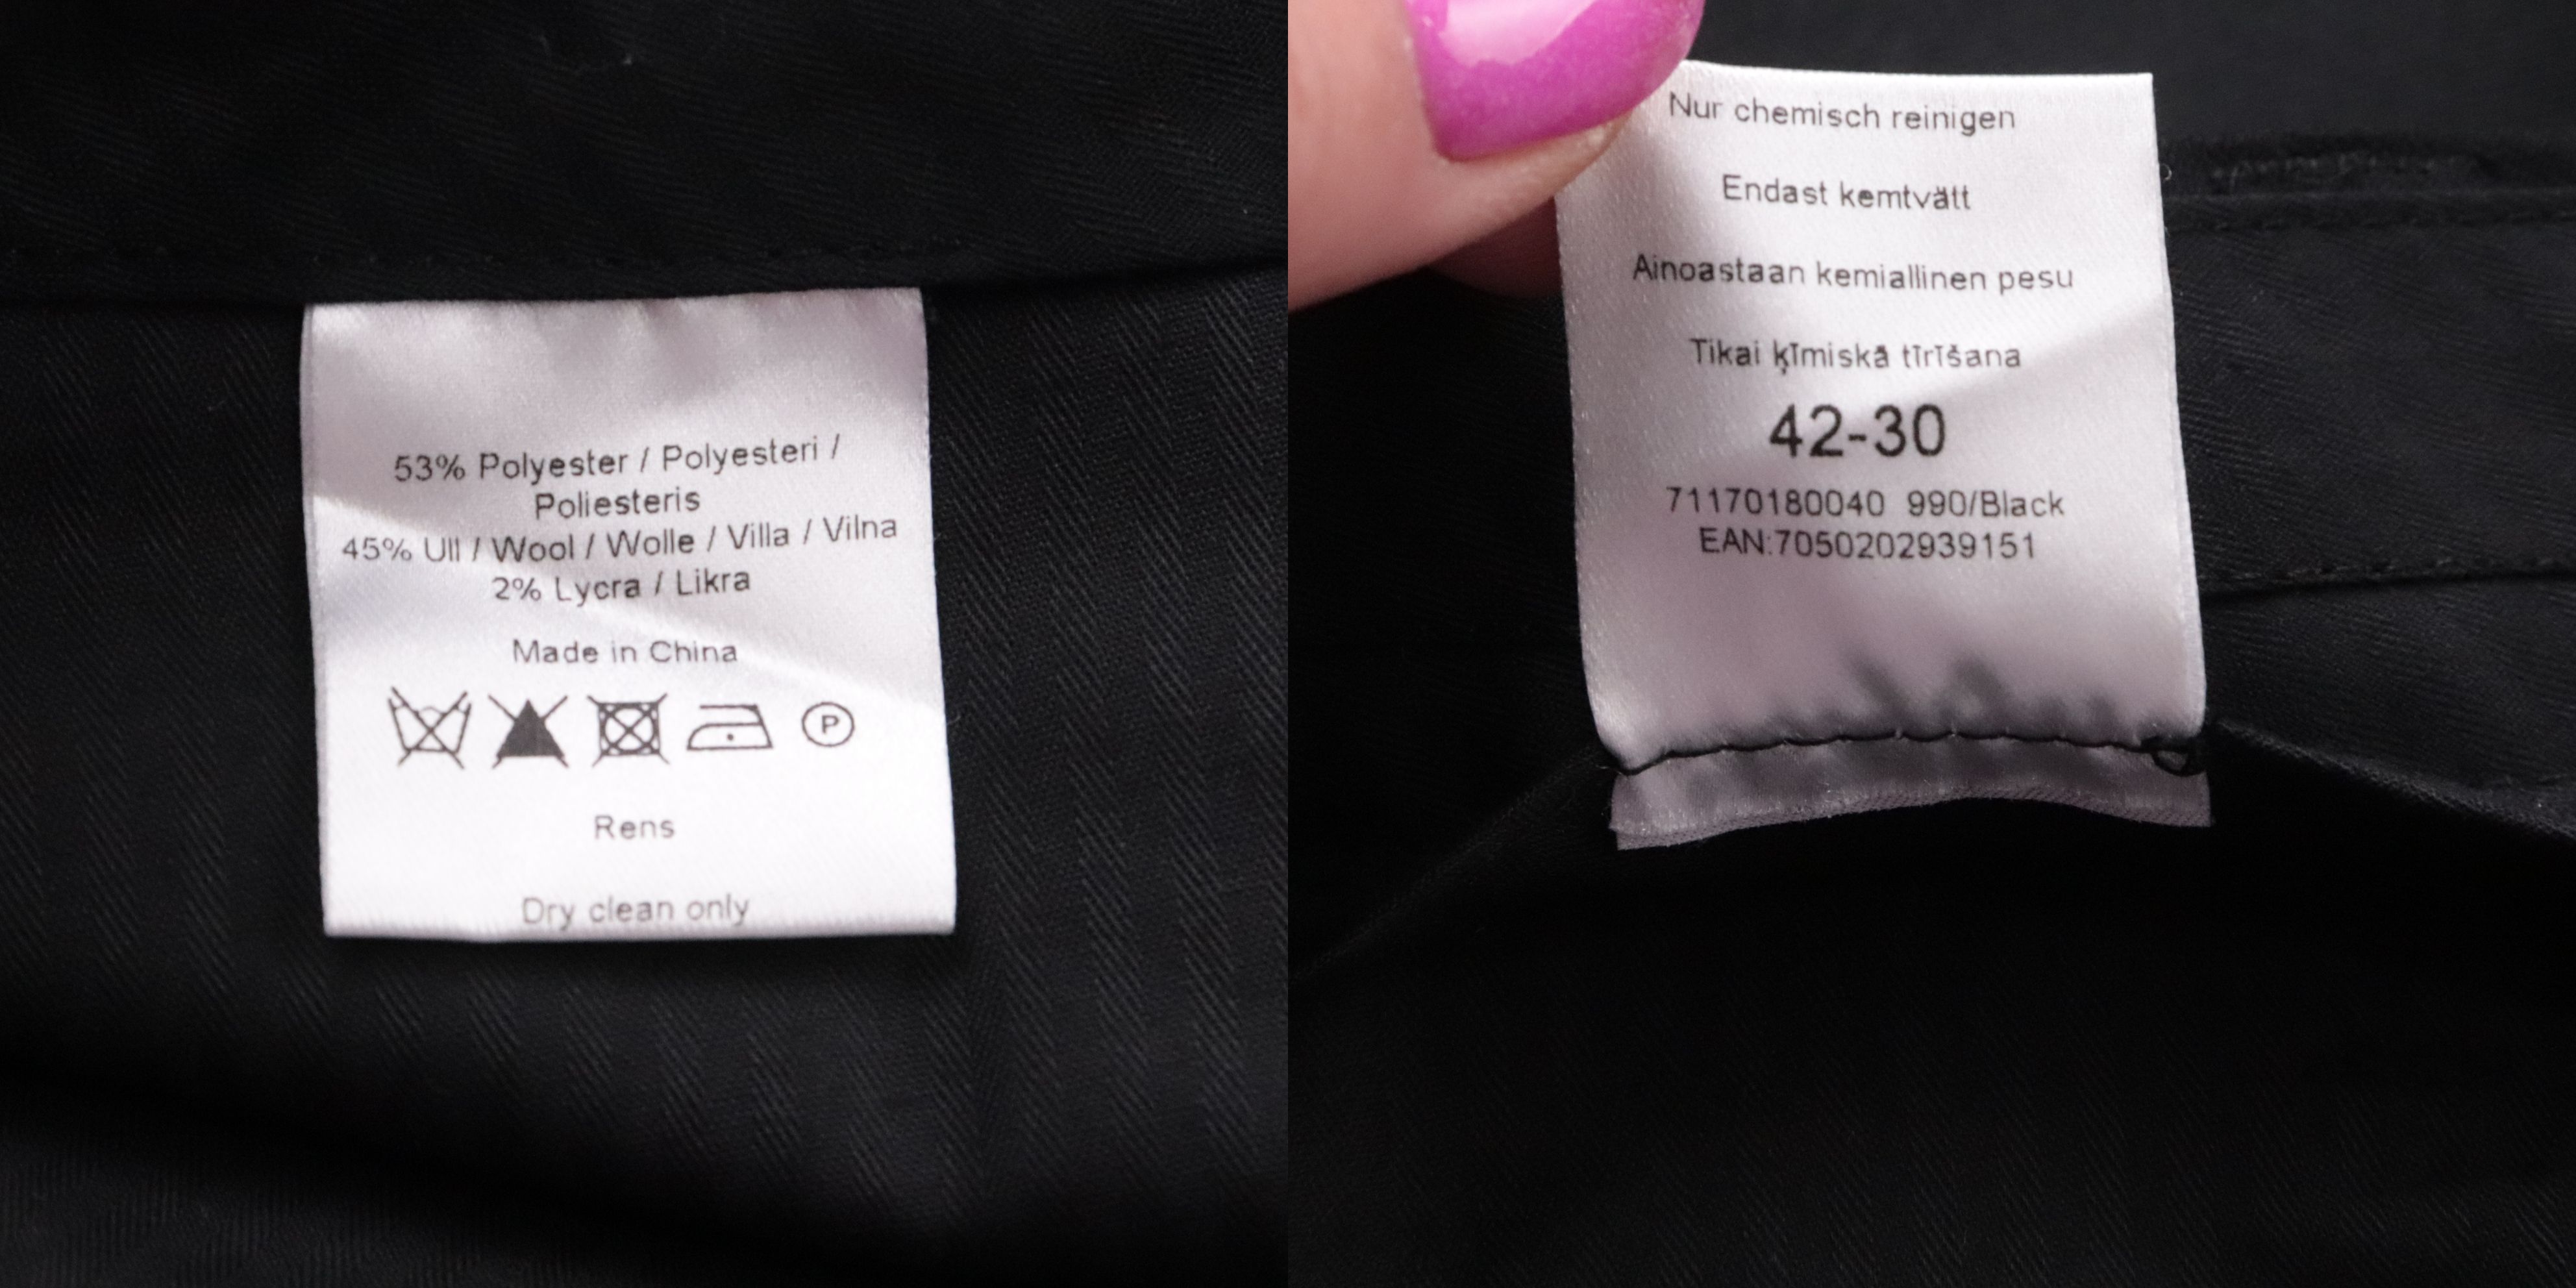 53% Polyester / Polyesteri /
Poliesteris
45% Ull / Wool / Wolle / Villa / Vilna
2% Lycra / Likra
Made in China
P
Rens
Dry clean only
Nur chemisch reinigen
Endast kemtvätt
Ainoastaan kemiallinen pesu
Tikai ķīmiskā tīrīšana
42-30
71170180040 990/Black
EAN:7050202939151